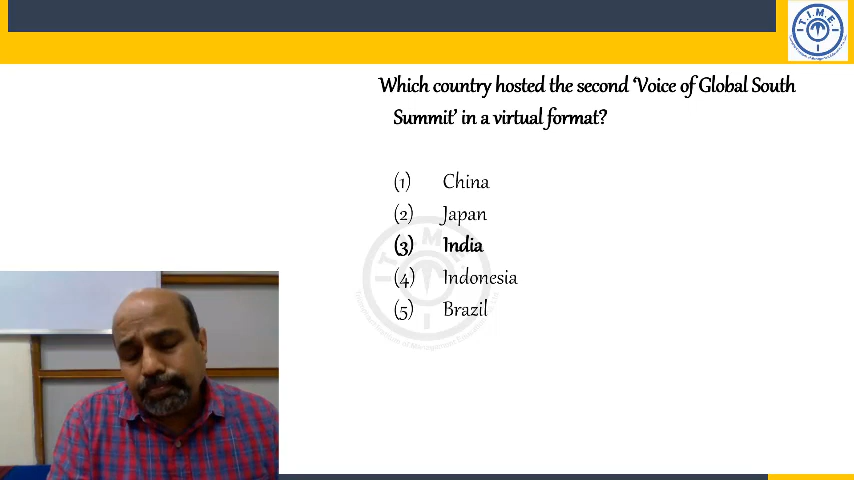 T.I.M.E.
Which country hosted the second ‘Voice of Global South
Summit’ in a virtual format?
(1) China
(2) Japan
(3) India
(4) Indonesia
(5) Brazil
T.I.M.E.